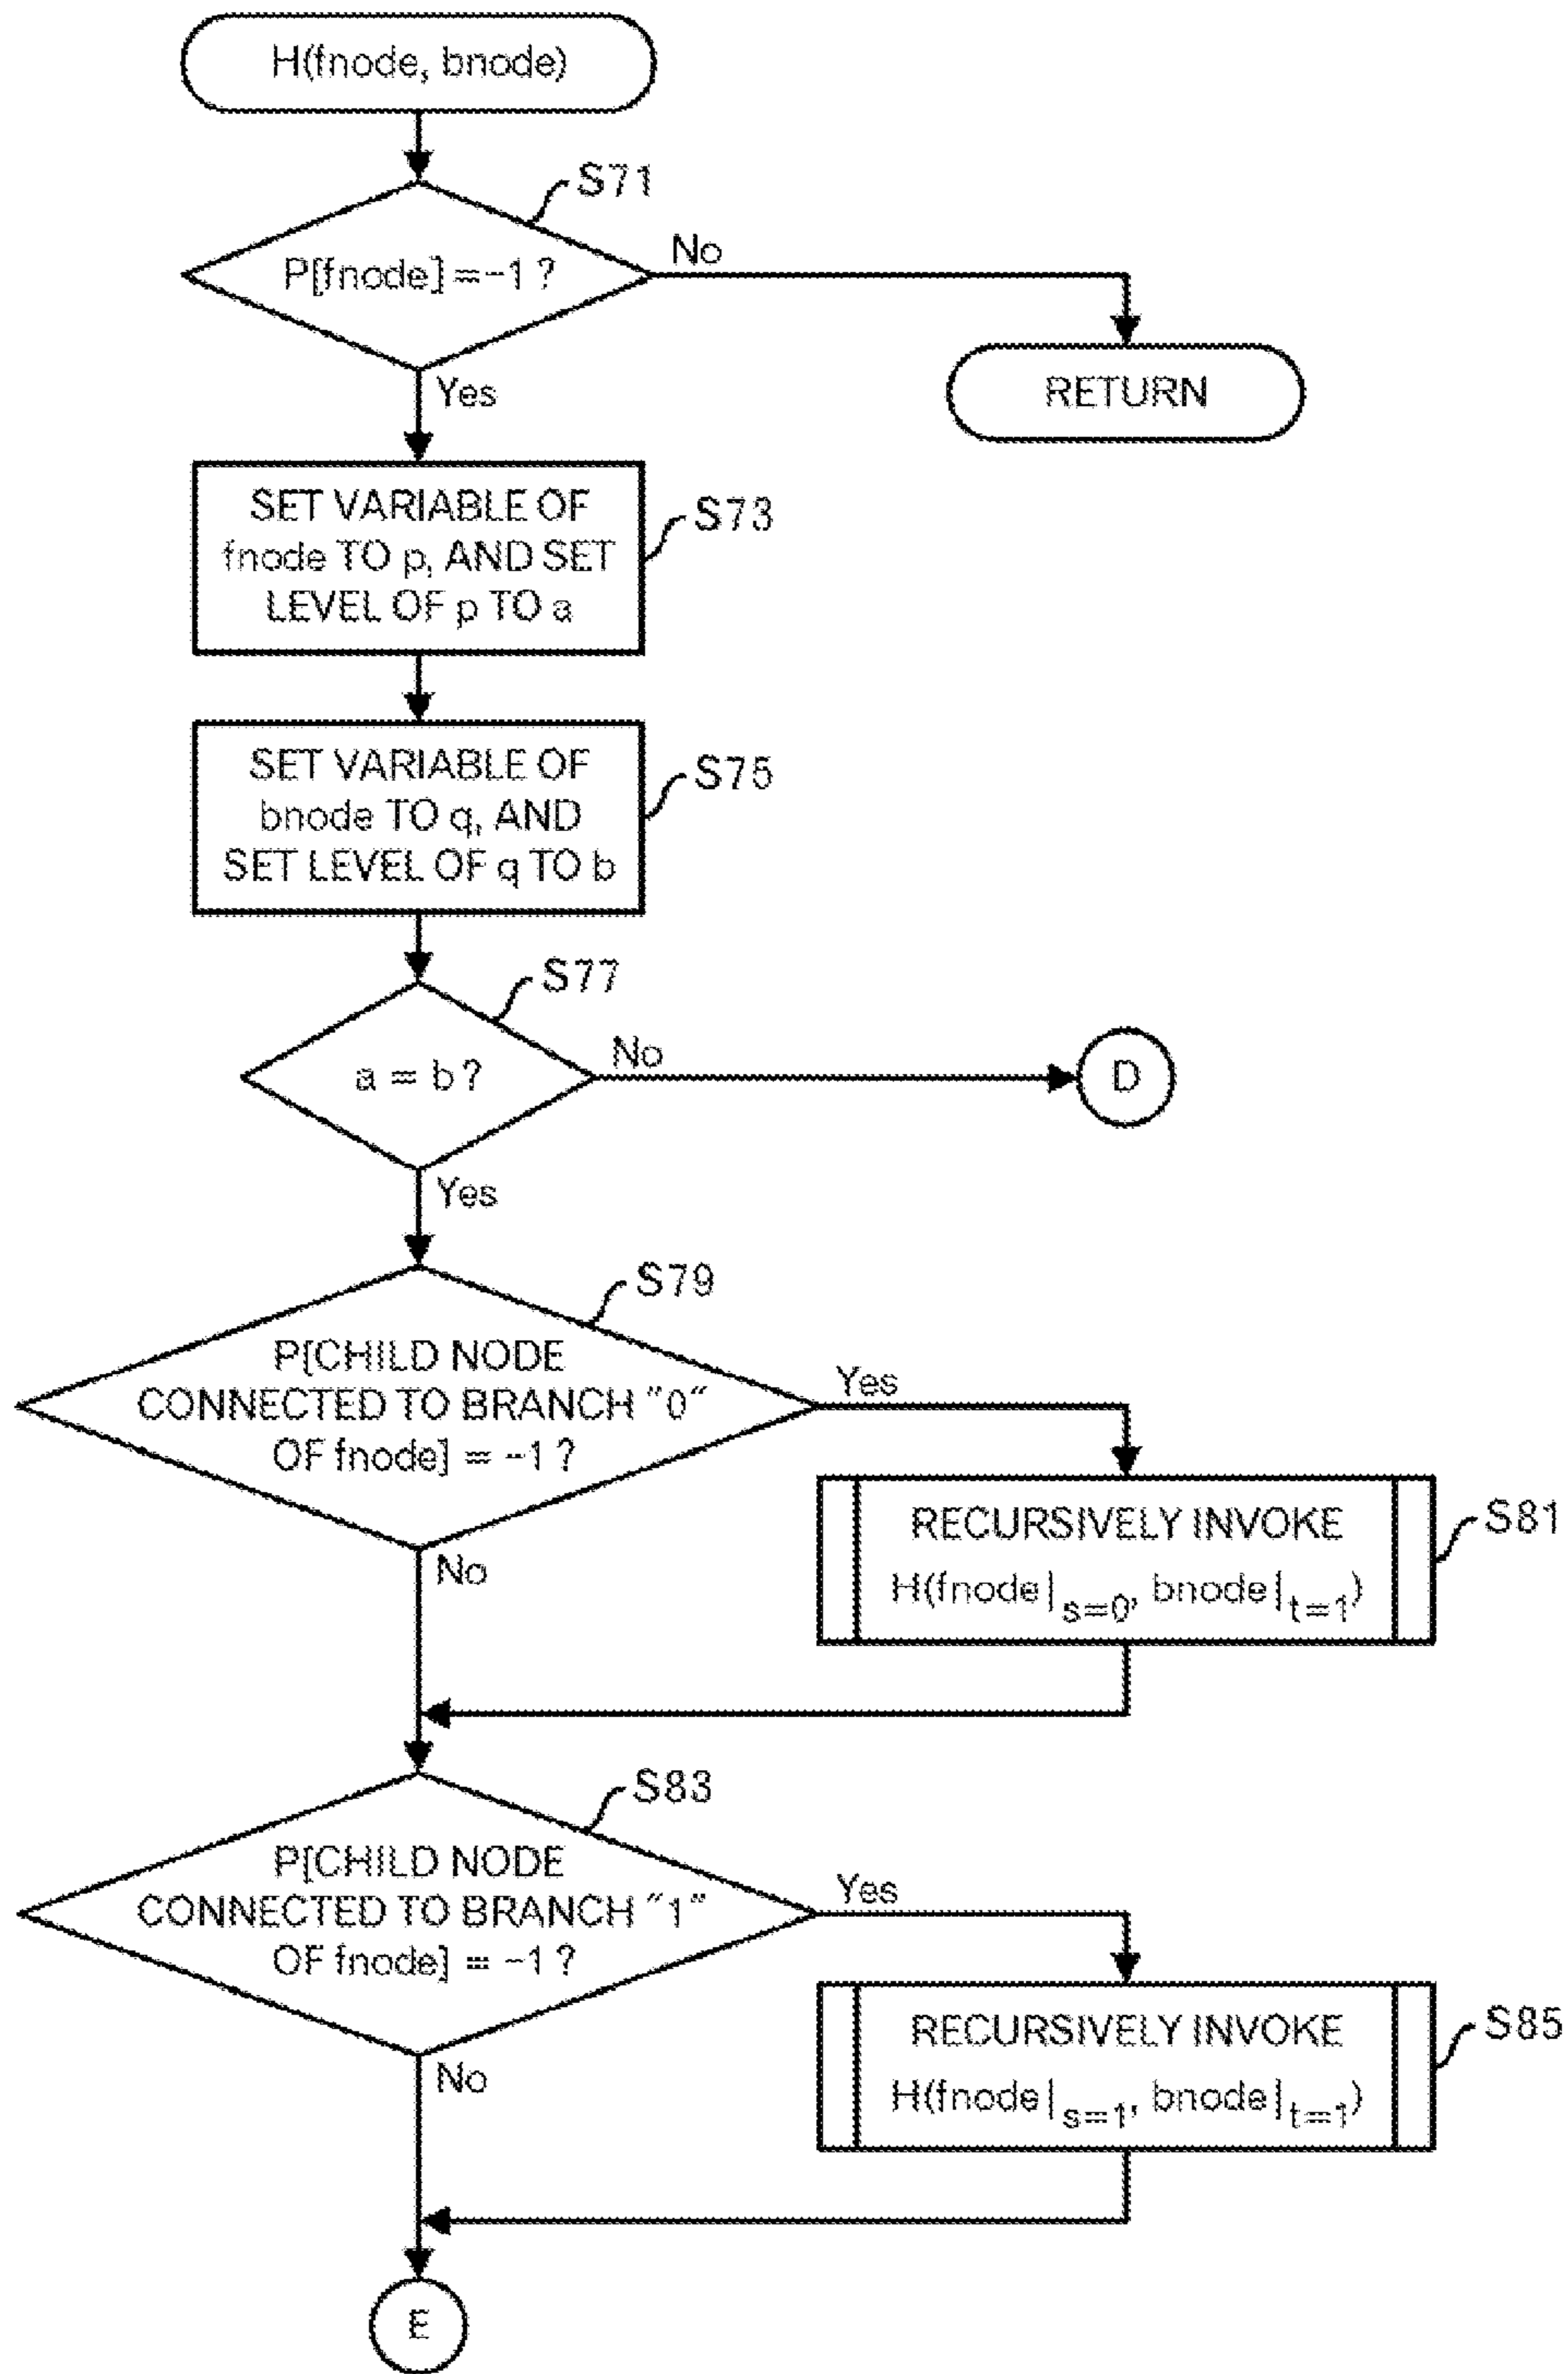 H(fnode, bnode)
S71
P[fnode] = -1 ?
No
RETURN
Yes
SET VARIABLE OF
fnode TO p, AND SET
LEVEL OF p TO a
S73
SET VARIABLE OF
bnode TO q, AND
SET LEVEL OF q TO b
S75
S77
a = b ?
No
D
Yes
S79
P[CHILD NODE
CONNECTED TO BRANCH "0"
OF fnode] = -1 ?
Yes
RECURSIVELY INVOKE
H(fnode|s=0, bnode|t=1)
S81
No
S83
P[CHILD NODE
CONNECTED TO BRANCH "1"
OF fnode] = -1 ?
Yes
RECURSIVELY INVOKE
H(fnode|s=1, bnode|t=1)
S85
No
E